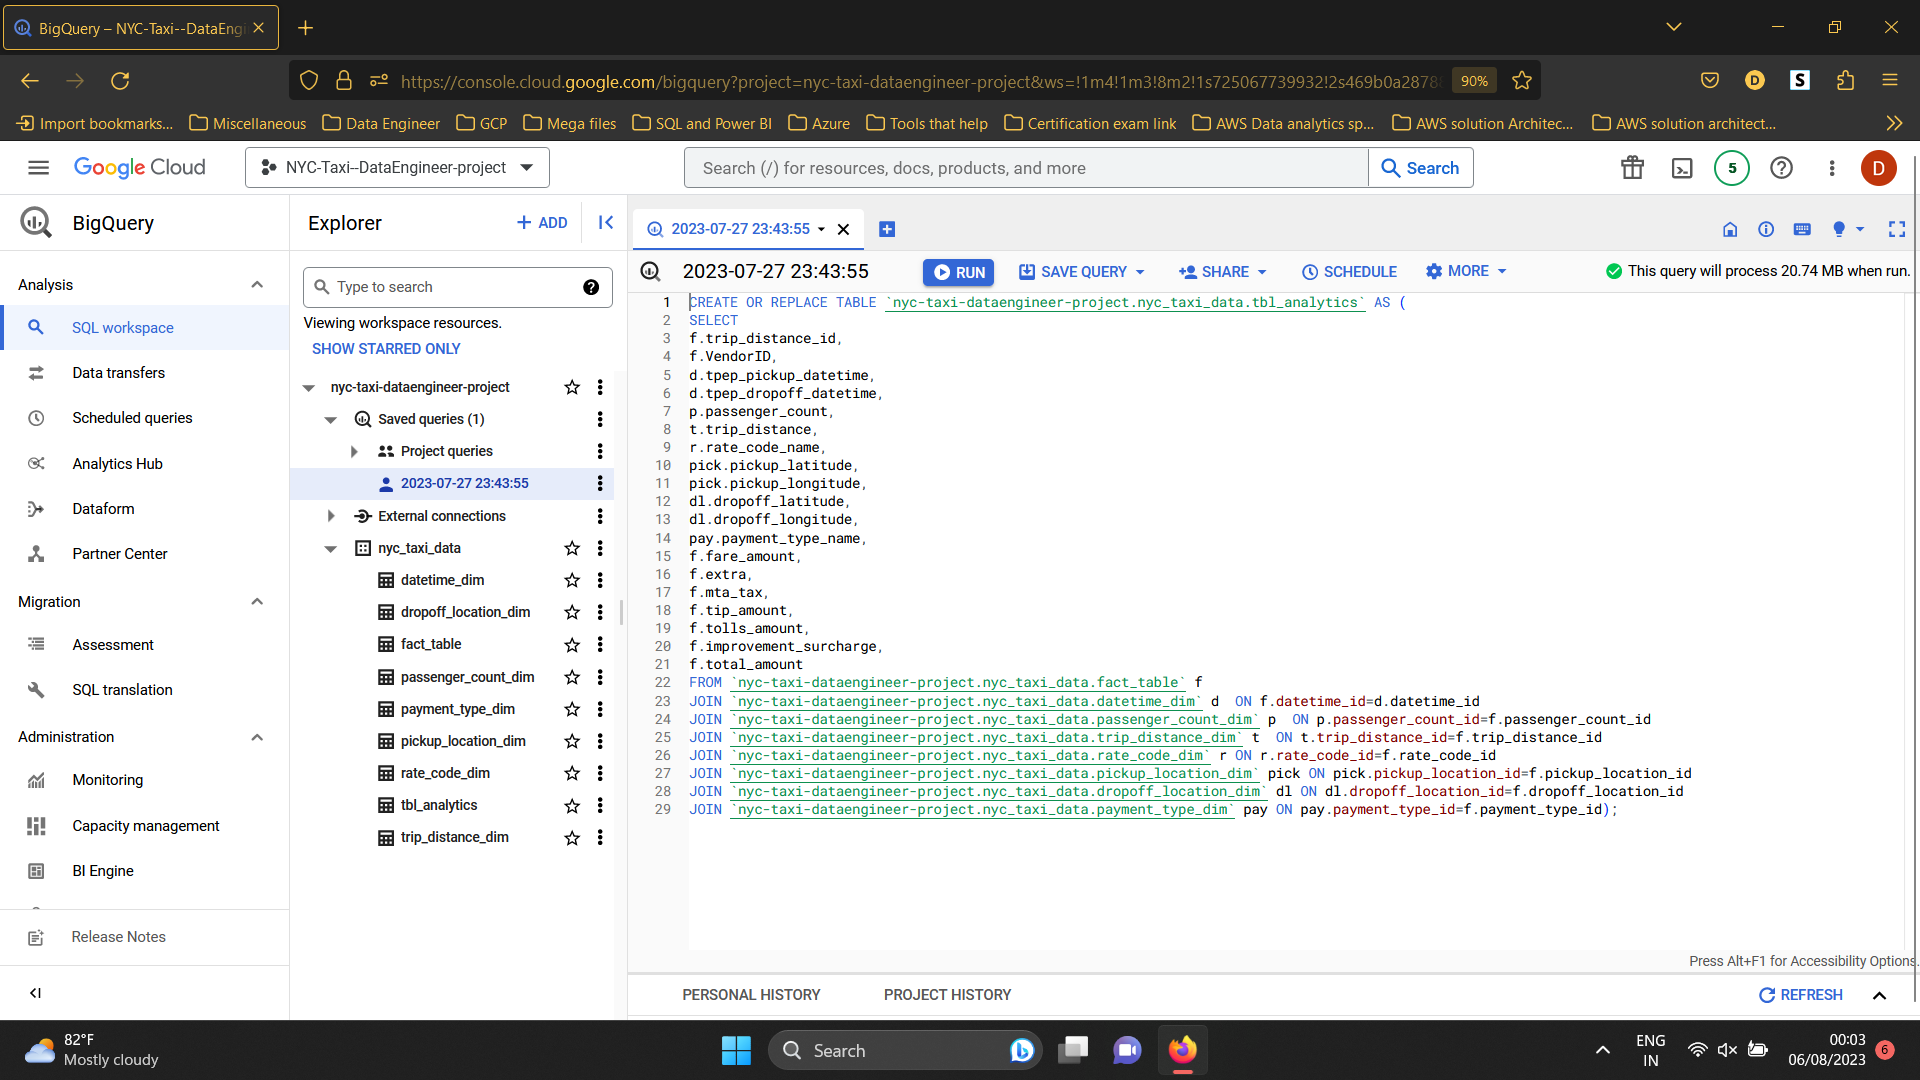 BigQuery – NYC-Taxi--DataEngi
https://console.cloud.google.com/bigquery?project=nyc-taxi-dataengineer-project&ws=!1m4!1m3!8m2!1s725067739932!2s469b0a2878
90%
D
S
Import bookmarks...
Miscellaneous
Data Engineer
GCP
Mega files
SQL and Power BI
Azure
Tools that help
Certification exam link
AWS Data analytics sp...
AWS solution Architec...
AWS solution architect...
Google Cloud
NYC-Taxi--DataEngineer-project
Search (/) for resources, docs, products, and more
Search
5
D
BigQuery
Analysis
SQL workspace
Data transfers
Scheduled queries
Analytics Hub
Dataform
Partner Center
Migration
Assessment
SQL translation
Administration
Monitoring
Capacity management
BI Engine
Release Notes
Explorer
+ ADD
Type to search
Viewing workspace resources.
SHOW STARRED ONLY
nyc-taxi-dataengineer-project
Saved queries (1)
Project queries
2023-07-27 23:43:55
External connections
nyc_taxi_data
datetime_dim
dropoff_location_dim
fact_table
passenger_count_dim
payment_type_dim
pickup_location_dim
rate_code_dim
tbl_analytics
trip_distance_dim
2023-07-27 23:43:55
2023-07-27 23:43:55
RUN
SAVE QUERY
SHARE
SCHEDULE
MORE
This query will process 20.74 MB when run.
1 CREATE OR REPLACE TABLE `nyc-taxi-dataengineer-project.nyc_taxi_data.tbl_analytics` AS (
2 SELECT
3 f.trip_distance_id,
4 f.VendorID,
5 d.tpep_pickup_datetime,
6 d.tpep_dropoff_datetime,
7 p.passenger_count,
8 t.trip_distance,
9 r.rate_code_name,
10 pick.pickup_latitude,
11 pick.pickup_longitude,
12 dl.dropoff_latitude,
13 dl.dropoff_longitude,
14 pay.payment_type_name,
15 f.fare_amount,
16 f.extra,
17 f.mta_tax,
18 f.tip_amount,
19 f.tolls_amount,
20 f.improvement_surcharge,
21 f.total_amount
22 FROM `nyc-taxi-dataengineer-project.nyc_taxi_data.fact_table` f
23 JOIN `nyc-taxi-dataengineer-project.nyc_taxi_data.datetime_dim` d  ON f.datetime_id=d.datetime_id
24 JOIN `nyc-taxi-dataengineer-project.nyc_taxi_data.passenger_count_dim` p  ON p.passenger_count_id=f.passenger_count_id
25 JOIN `nyc-taxi-dataengineer-project.nyc_taxi_data.trip_distance_dim` t  ON t.trip_distance_id=f.trip_distance_id
26 JOIN `nyc-taxi-dataengineer-project.nyc_taxi_data.rate_code_dim` r ON r.rate_code_id=f.rate_code_id
27 JOIN `nyc-taxi-dataengineer-project.nyc_taxi_data.pickup_location_dim` pick ON pick.pickup_location_id=f.pickup_location_id
28 JOIN `nyc-taxi-dataengineer-project.nyc_taxi_data.dropoff_location_dim` dl ON dl.dropoff_location_id=f.dropoff_location_id
29 JOIN `nyc-taxi-dataengineer-project.nyc_taxi_data.payment_type_dim` pay ON pay.payment_type_id=f.payment_type_id);
Press Alt+F1 for Accessibility Options.
PERSONAL HISTORY
PROJECT HISTORY
REFRESH
82°F
Mostly cloudy
Search
ENG
IN
00:03
06/08/2023
6